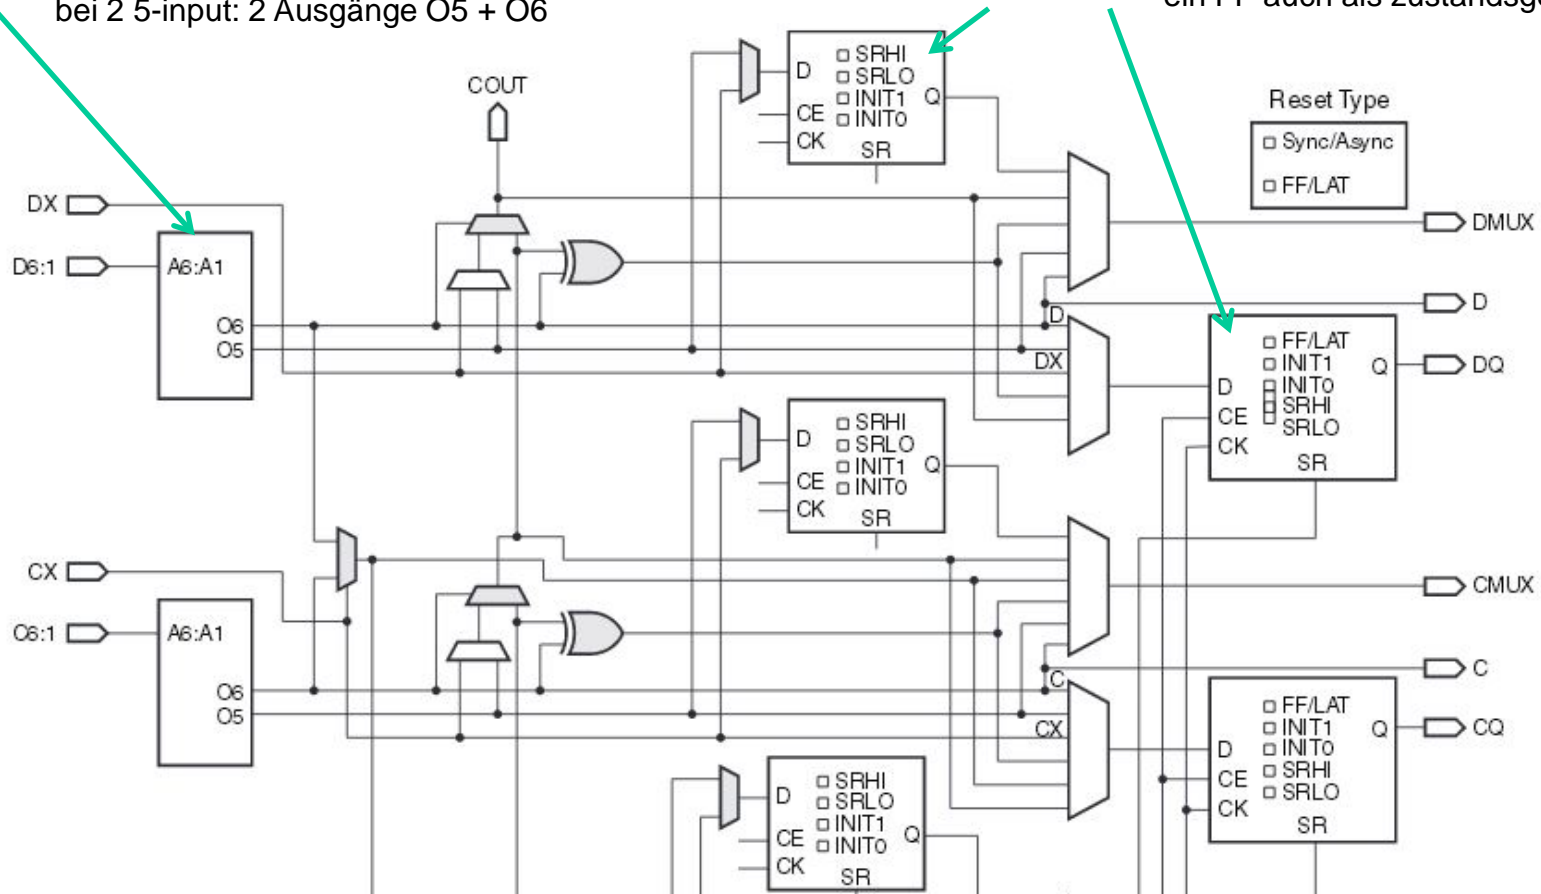 bei 2 5-input: 2 Ausgänge O5 + O6
COUT
DX
D6:1
A6:A1
O6
O5
D
CE
CK
SRHI
SRLO
INIT1
INIT0
Q
SR
Reset Type
Sync/Async
FF/LAT
DMUX
D
D
DX
D
CE
CK
FF/LAT
INIT1
INIT0
SRHI
SRLO
Q
SR
DQ
D
CE
CK
SRHI
SRLO
INIT1
INIT0
Q
SR
CX
C6:1
A6:A1
O6
O5
CMUX
C
C
CX
D
CE
CK
FF/LAT
INIT1
INIT0
SRHI
SRLO
Q
SR
CQ
D
CE
CK
SRHI
SRLO
INIT1
INIT0
Q
SR